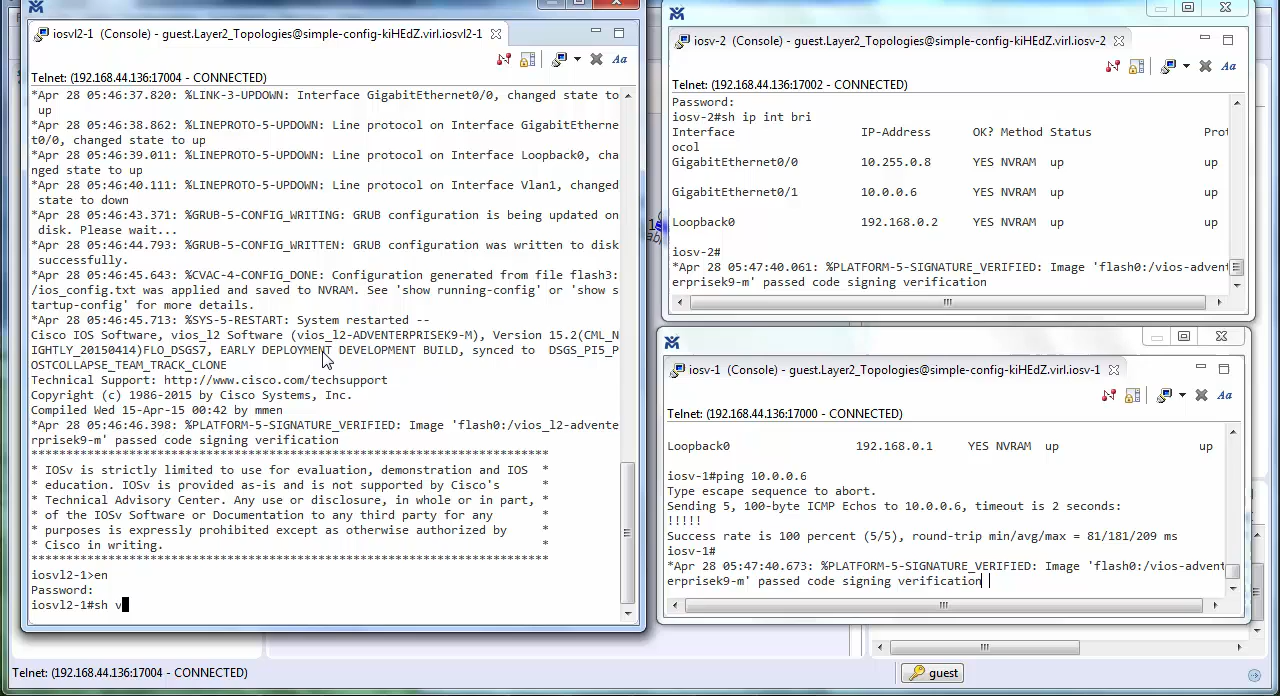 iosvl2-1 (Console) - guest.Layer2_Topologies@simple-config-kiHEdZ.virl.iosvl2-1
Telnet: (192.168.44.136:17004 - CONNECTED)
*Apr 28 05:46:37.820: %LINK-3-UPDOWN: Interface GigabitEthernet0/0, changed state to
up
*Apr 28 05:46:38.862: %LINEPROTO-5-UPDOWN: Line protocol on Interface GigabitEtherne
t0/0, changed state to up
*Apr 28 05:46:39.011: %LINEPROTO-5-UPDOWN: Line protocol on Interface Loopback0, cha
nged state to up
*Apr 28 05:46:40.111: %LINEPROTO-5-UPDOWN: Line protocol on Interface Vlan1, changed
state to down
*Apr 28 05:46:43.371: %GRUB-5-CONFIG_WRITING: GRUB configuration is being updated on
disk. Please wait...
*Apr 28 05:46:44.793: %GRUB-5-CONFIG_WRITTEN: GRUB configuration was written to disk
successfully.
*Apr 28 05:46:45.643: %CVAC-4-CONFIG_DONE: Configuration generated from file flash3:
/ios_config.txt was applied and saved to NVRAM. See 'show running-config' or 'show s
tartup-config' for more details.
*Apr 28 05:46:45.713: %SYS-5-RESTART: System restarted --
Cisco IOS Software, vios_l2 Software (vios_l2-ADVENTERPRISEK9-M), Version 15.2(CML_N
IGHTLY_20150414)FLO_DSGS7, EARLY DEPLOYMENT DEVELOPMENT BUILD, synced to  DSGS_PI5_P
OSTCOLLAPSE_TEAM_TRACK_CLONE
Technical Support: http://www.cisco.com/techsupport
Copyright (c) 1986-2015 by Cisco Systems, Inc.
Compiled Wed 15-Apr-15 00:42 by mmen
*Apr 28 05:46:46.398: %PLATFORM-5-SIGNATURE_VERIFIED: Image 'flash0:/vios_l2-advente
rprisek9-m' passed code signing verification
**************************************************************************
* IOSv is strictly limited to use for evaluation, demonstration and IOS  *
* education. IOSv is provided as-is and is not supported by Cisco's      *
* Technical Advisory Center. Any use or disclosure, in whole or in part, *
* of the IOSv Software or Documentation to any third party for any       *
* purposes is expressly prohibited except as otherwise authorized by     *
* Cisco in writing.                                                      *
**************************************************************************
iosvl2-1>en
Password:
iosvl2-1#sh v
iosv-2 (Console) - guest.Layer2_Topologies@simple-config-kiHEdZ.virl.iosv-2
Telnet: (192.168.44.136:17002 - CONNECTED)
Password:
iosv-2#sh ip int bri
Interface IP-Address OK? Method Status Prot
ocol
GigabitEthernet0/0 10.255.0.8 YES NVRAM up up
GigabitEthernet0/1 10.0.0.6 YES NVRAM up up
Loopback0 192.168.0.2 YES NVRAM up up
iosv-2#
*Apr 28 05:47:40.061: %PLATFORM-5-SIGNATURE_VERIFIED: Image 'flash0:/vios-advent
erprisek9-m' passed code signing verification
iosv-1 (Console) - guest.Layer2_Topologies@simple-config-kiHEdZ.virl.iosv-1
Telnet: (192.168.44.136:17000 - CONNECTED)
Loopback0 192.168.0.1 YES NVRAM up up
iosv-1#ping 10.0.0.6
Type escape sequence to abort.
Sending 5, 100-byte ICMP Echos to 10.0.0.6, timeout is 2 seconds:
!!!!!
Success rate is 100 percent (5/5), round-trip min/avg/max = 81/181/209 ms
iosv-1#
*Apr 28 05:47:40.673: %PLATFORM-5-SIGNATURE_VERIFIED: Image 'flash0:/vios-advent
erprisek9-m' passed code signing verification
Telnet: (192.168.44.136:17004 - CONNECTED)
guest